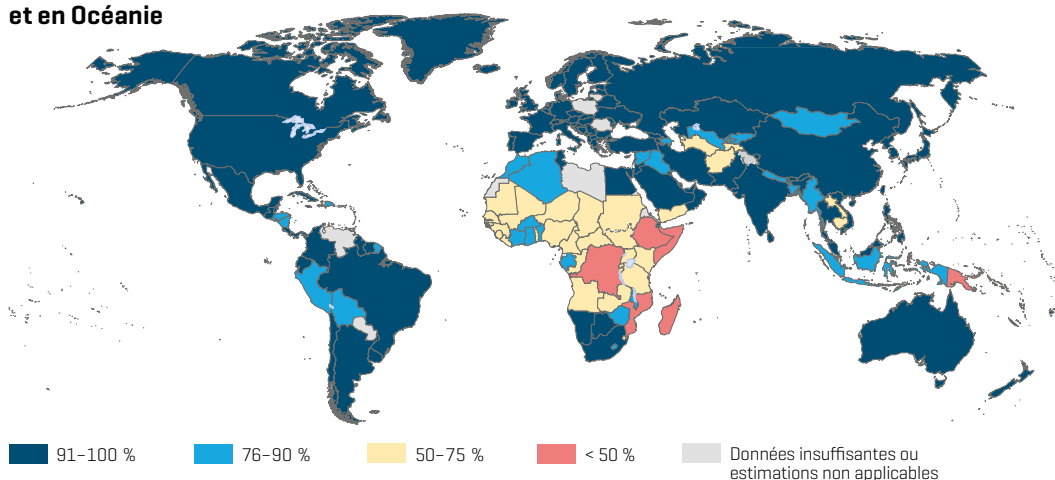 et en Océanie
91–100 %
76–90 %
50–75 %
< 50 %
Données insuffisantes ou
estimations non applicables